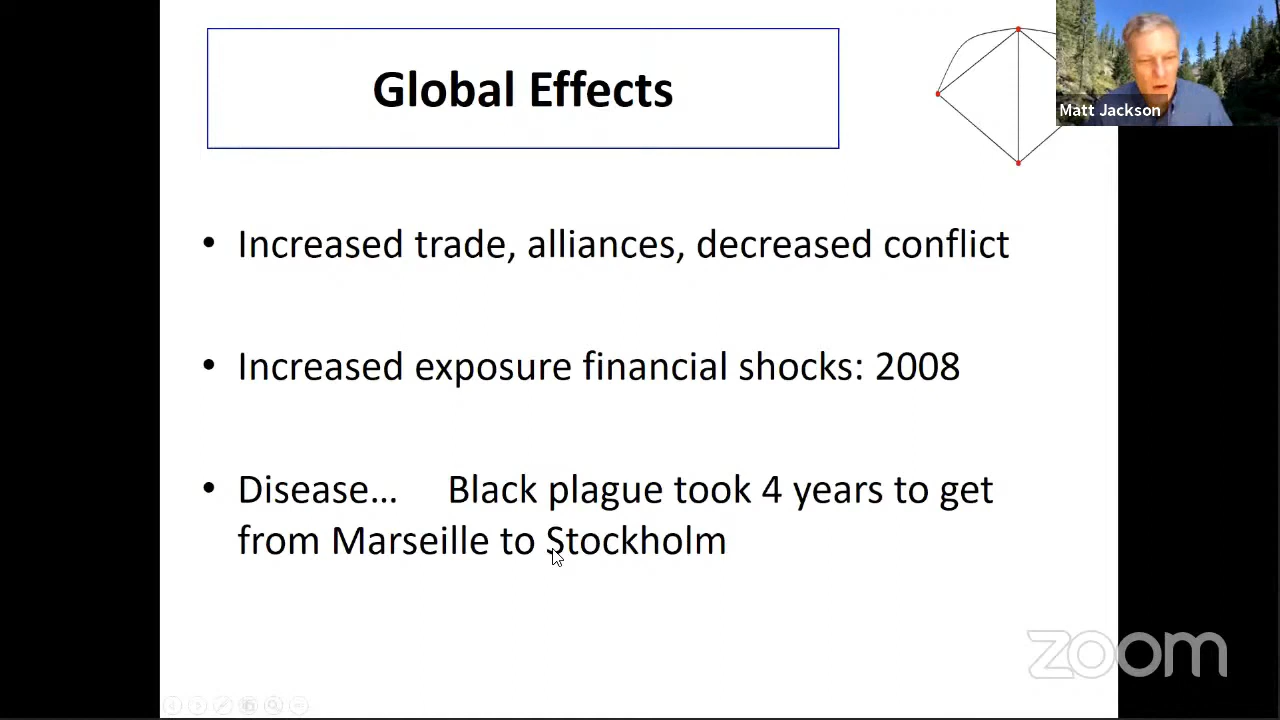 Global Effects
Matt Jackson
• Increased trade, alliances, decreased conflict
• Increased exposure financial shocks: 2008
• Disease... Black plague took 4 years to get
from Marseille to Stockholm
zoom